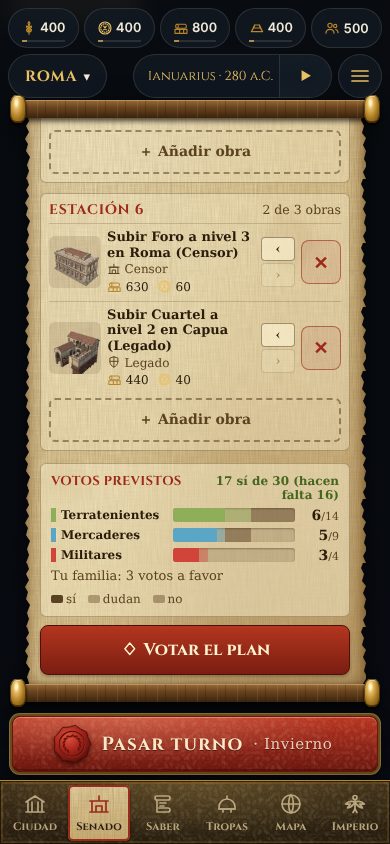 400 400 800 400 500
ROMA ▾ IANUARIUS · 280 A.C.
+ Añadir obra
ESTACIÓN 6 2 de 3 obras
Subir Foro a nivel 3
en Roma (Censor)
Censor
630 60
Subir Cuartel a
nivel 2 en Capua
(Legado)
Legado
440 40
+ Añadir obra
VOTOS PREVISTOS 17 sí de 30 (hacen
falta 16)
Terratenientes 6/14
Mercaderes 5/9
Militares 3/4
Tu familia: 3 votos a favor
sí dudan no
◊ VOTAR EL PLAN
PASAR TURNO · Invierno
CIUDAD SENADO SABER TROPAS MAPA IMPERIO